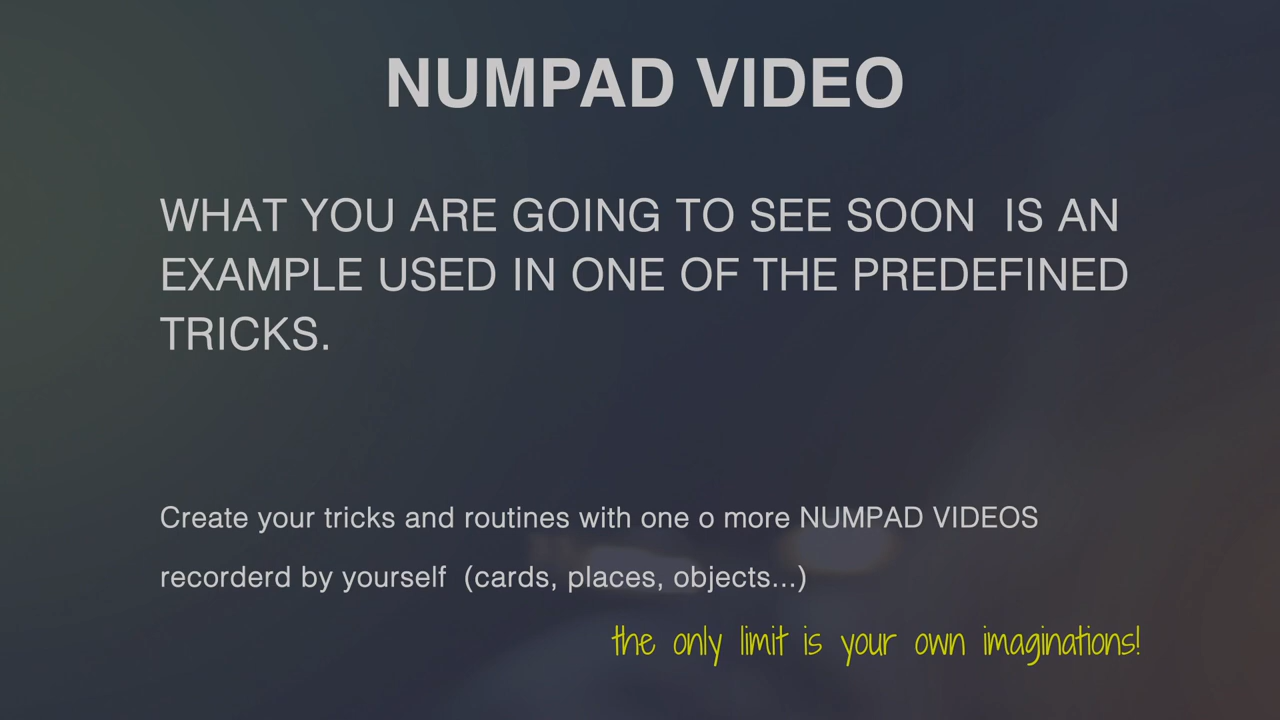 NUMPAD VIDEO
WHAT YOU ARE GOING TO SEE SOON  IS AN
EXAMPLE USED IN ONE OF THE PREDEFINED
TRICKS.
Create your tricks and routines with one o more NUMPAD VIDEOS
recorderd by yourself  (cards, places, objects...)
the only limit is your own imaginations!